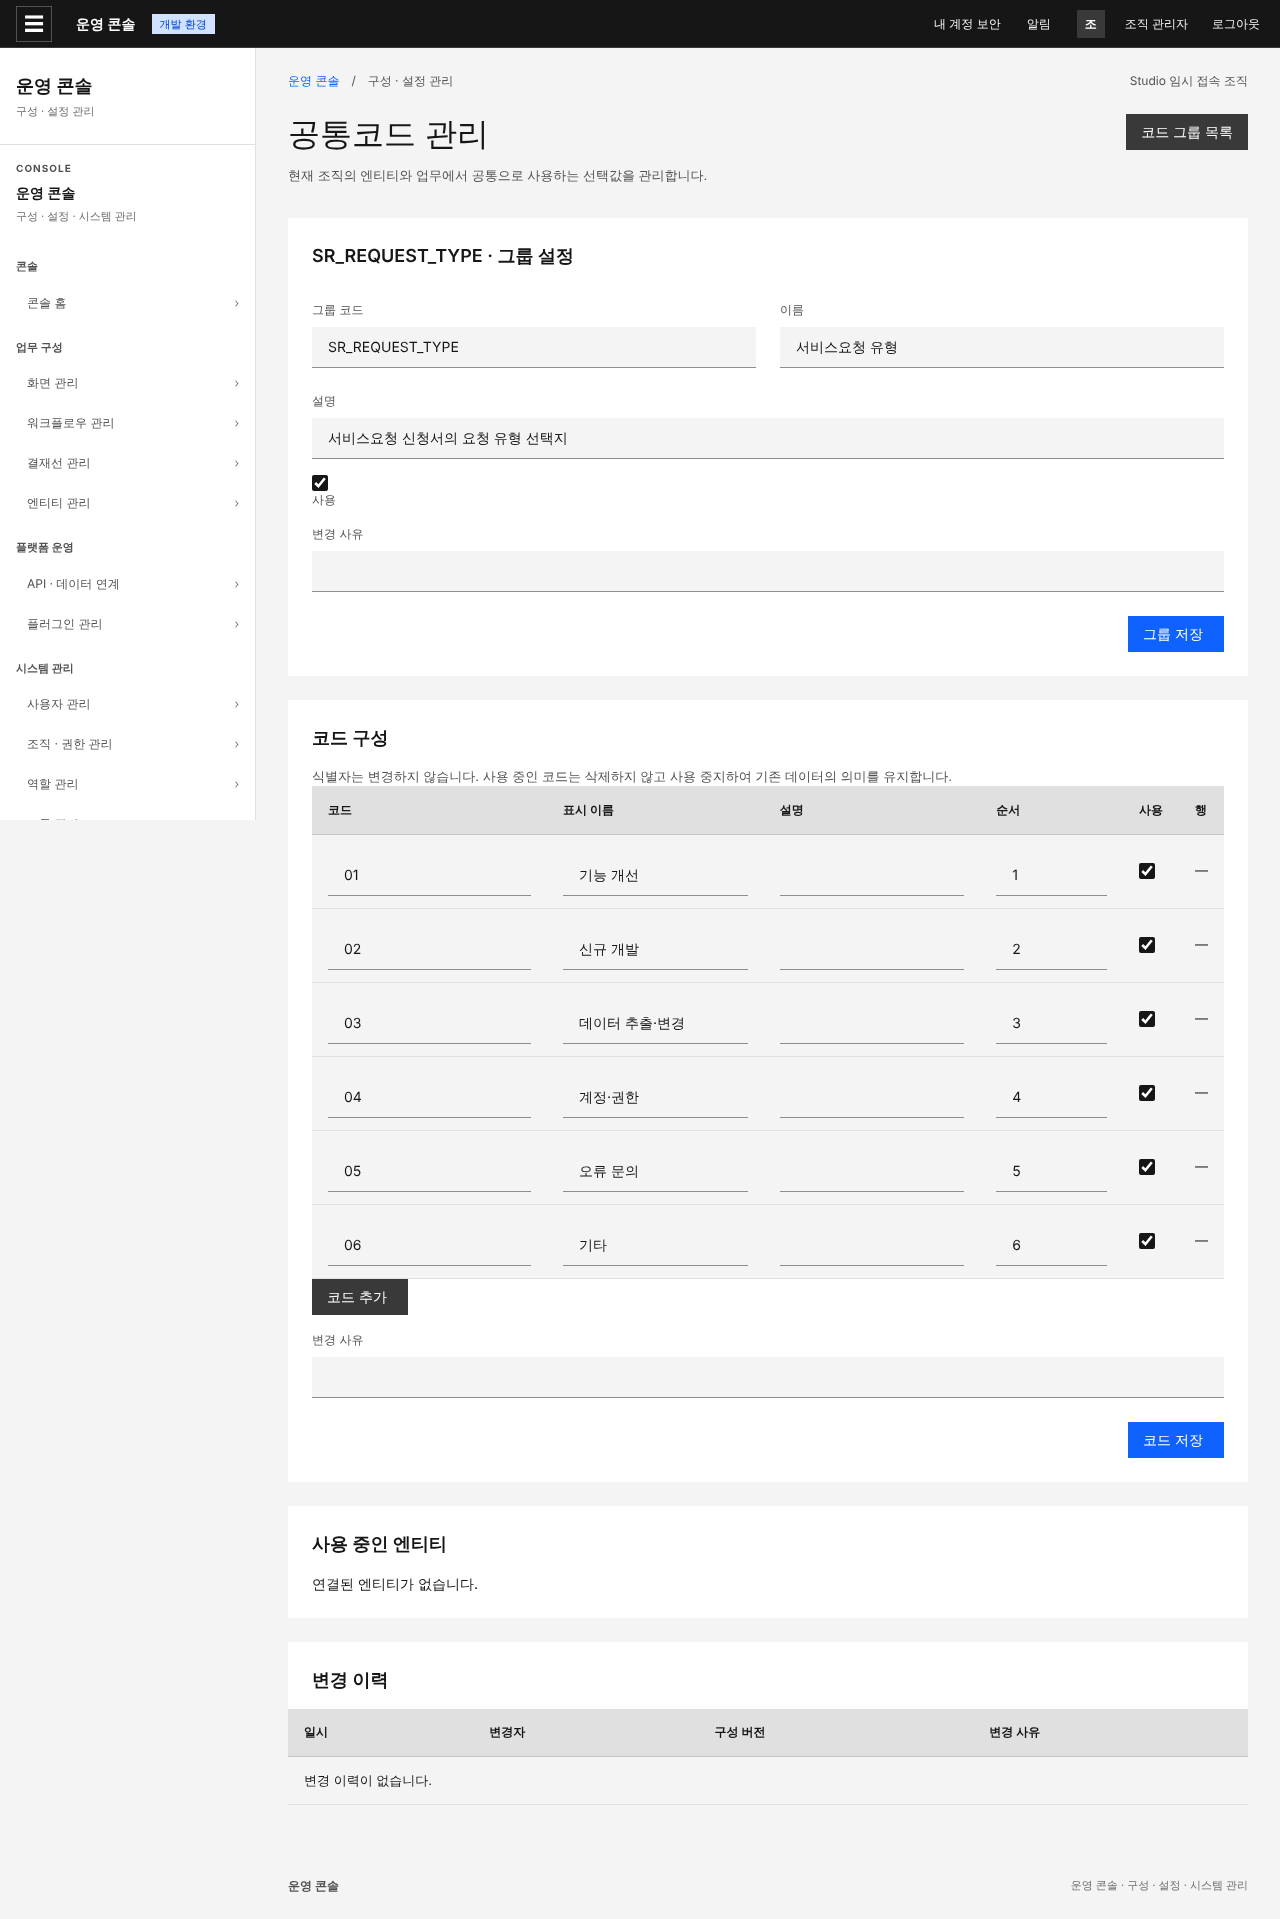 운영 콘솔
개발 환경
내 계정 보안
알림
조
조직 관리자
로그아웃
운영 콘솔
구성 · 설정 관리
CONSOLE
운영 콘솔
구성 · 설정 · 시스템 관리
콘솔
콘솔 홈
업무 구성
화면 관리
워크플로우 관리
결재선 관리
엔티티 관리
플랫폼 운영
API · 데이터 연계
플러그인 관리
시스템 관리
사용자 관리
조직 · 권한 관리
역할 관리
운영 콘솔 / 구성 · 설정 관리
Studio 임시 접속 조직
공통코드 관리
코드 그룹 목록
현재 조직의 엔티티와 업무에서 공통으로 사용하는 선택값을 관리합니다.
SR_REQUEST_TYPE · 그룹 설정
그룹 코드
이름
SR_REQUEST_TYPE
서비스요청 유형
설명
서비스요청 신청서의 요청 유형 선택지
사용
변경 사유
그룹 저장
코드 구성
식별자는 변경하지 않습니다. 사용 중인 코드는 삭제하지 않고 사용 중지하여 기존 데이터의 의미를 유지합니다.
코드 표시 이름 설명 순서 사용 행
01 기능 개선 1 —
02 신규 개발 2 —
03 데이터 추출·변경 3 —
04 계정·권한 4 —
05 오류 문의 5 —
06 기타 6 —
코드 추가
변경 사유
코드 저장
사용 중인 엔티티
연결된 엔티티가 없습니다.
변경 이력
일시 변경자 구성 버전 변경 사유
변경 이력이 없습니다.
운영 콘솔
운영 콘솔 · 구성 · 설정 · 시스템 관리